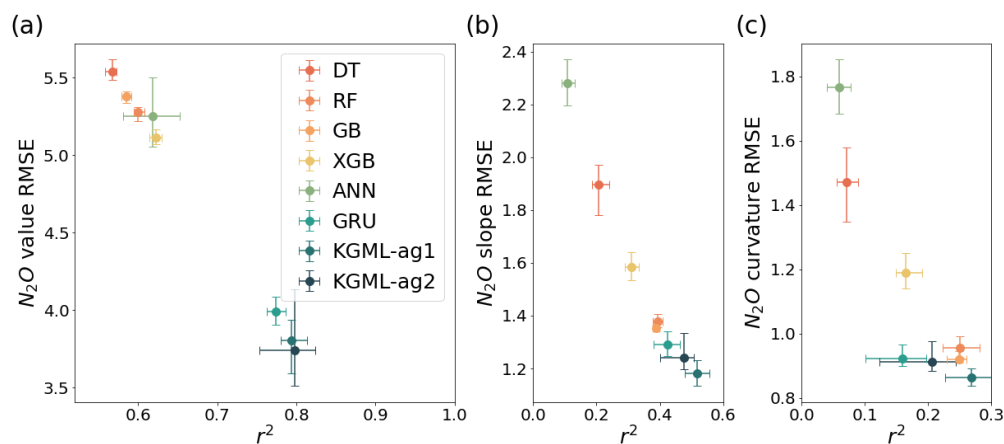 (a)
N₂O value RMSE
5.5
5.0
4.5
4.0
3.5
0.6
0.8
0.9
1.0
r²
DT
RF
GB
XGB
ANN
GRU
KGML-ag1
KGML-ag2
(b)
N₂O slope RMSE
2.4
2.2
2.0
1.8
1.6
1.4
1.2
0.0
0.2
0.4
0.6
r²
(c)
N₂O curvature RMSE
1.8
1.6
1.4
1.2
1.0
0.8
0.0
0.1
0.2
0.3
r²